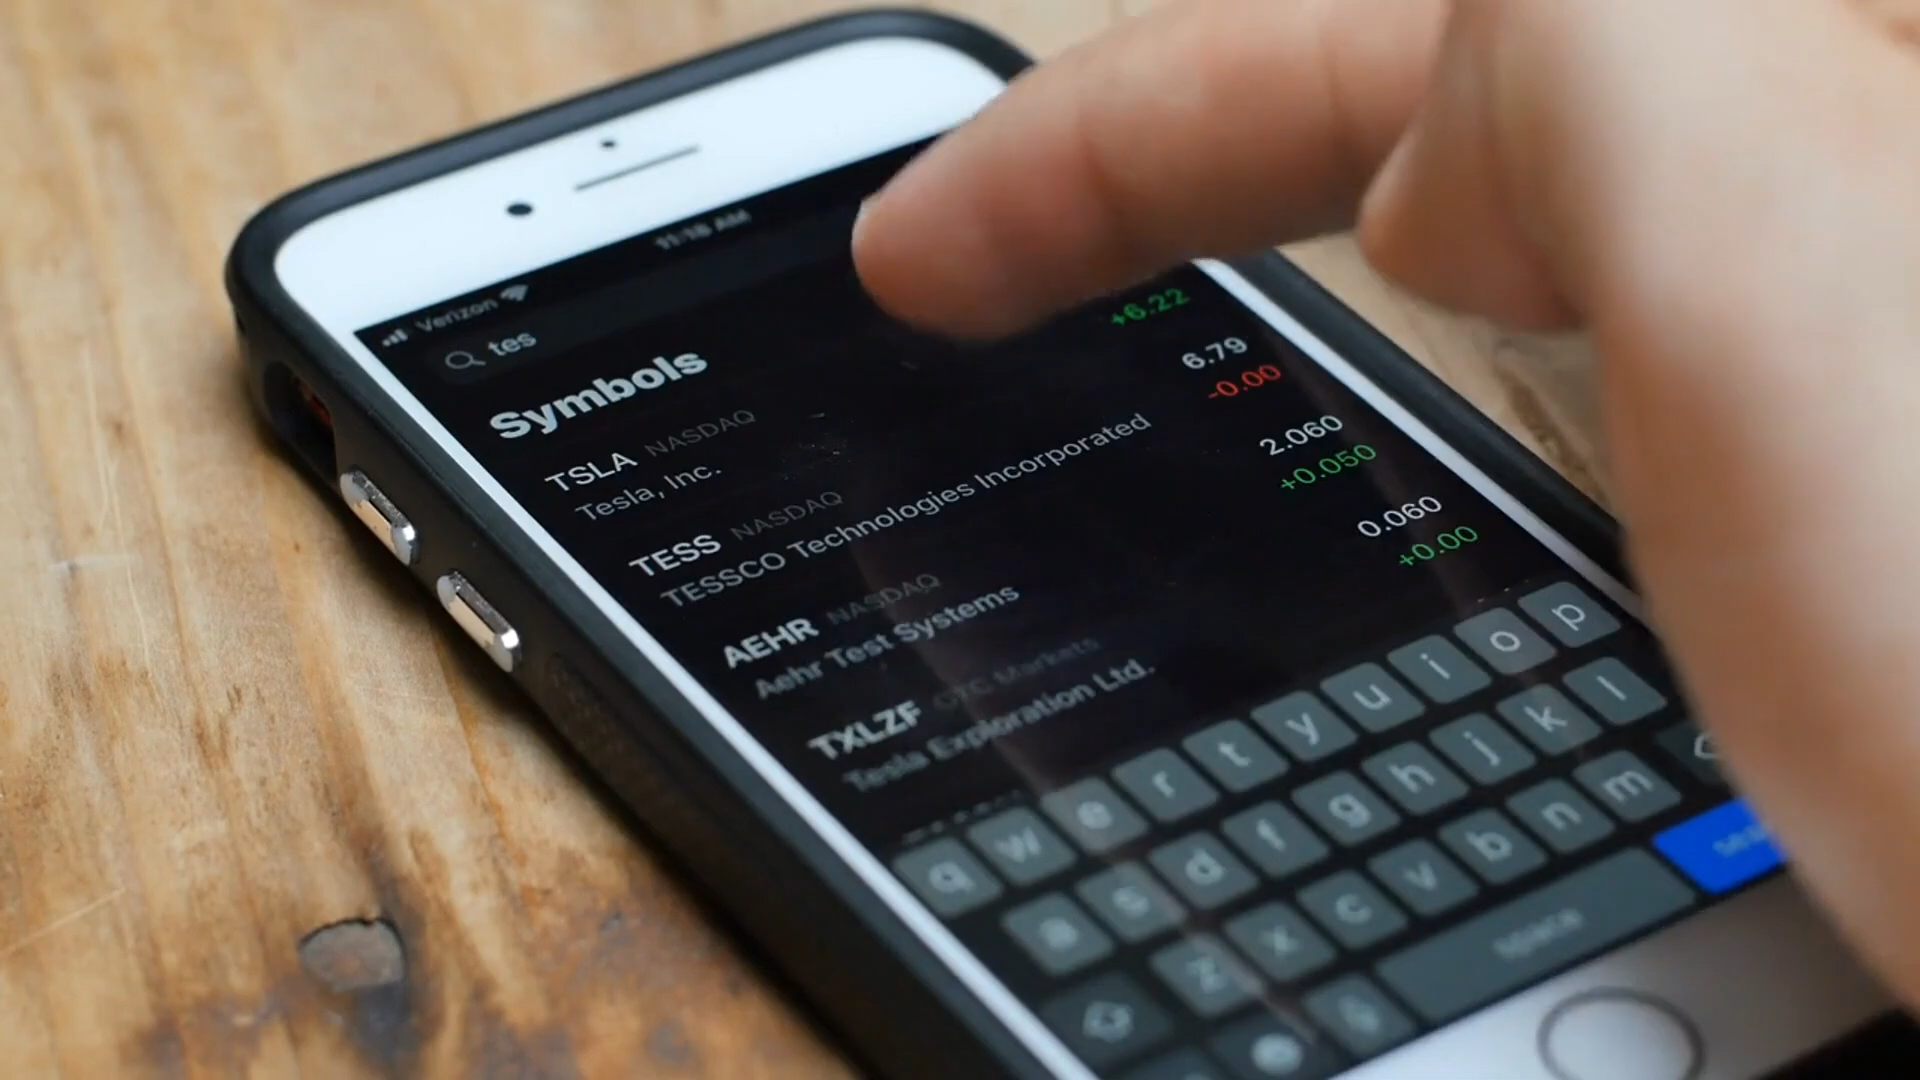 Verizon 11:18 AM
tes
Symbols
TSLA NASDAQ +6.22
Tesla, Inc.
TESS NASDAQ 6.79
TESSCO Technologies Incorporated -0.00
AEHR NASDAQ 2.060
Aehr Test Systems +0.050
TXLZF OTC Markets 0.060
Tesla Exploration Ltd. +0.00
q w e r t y u i o p
a s d f g h j k l
z x c v b n m
space